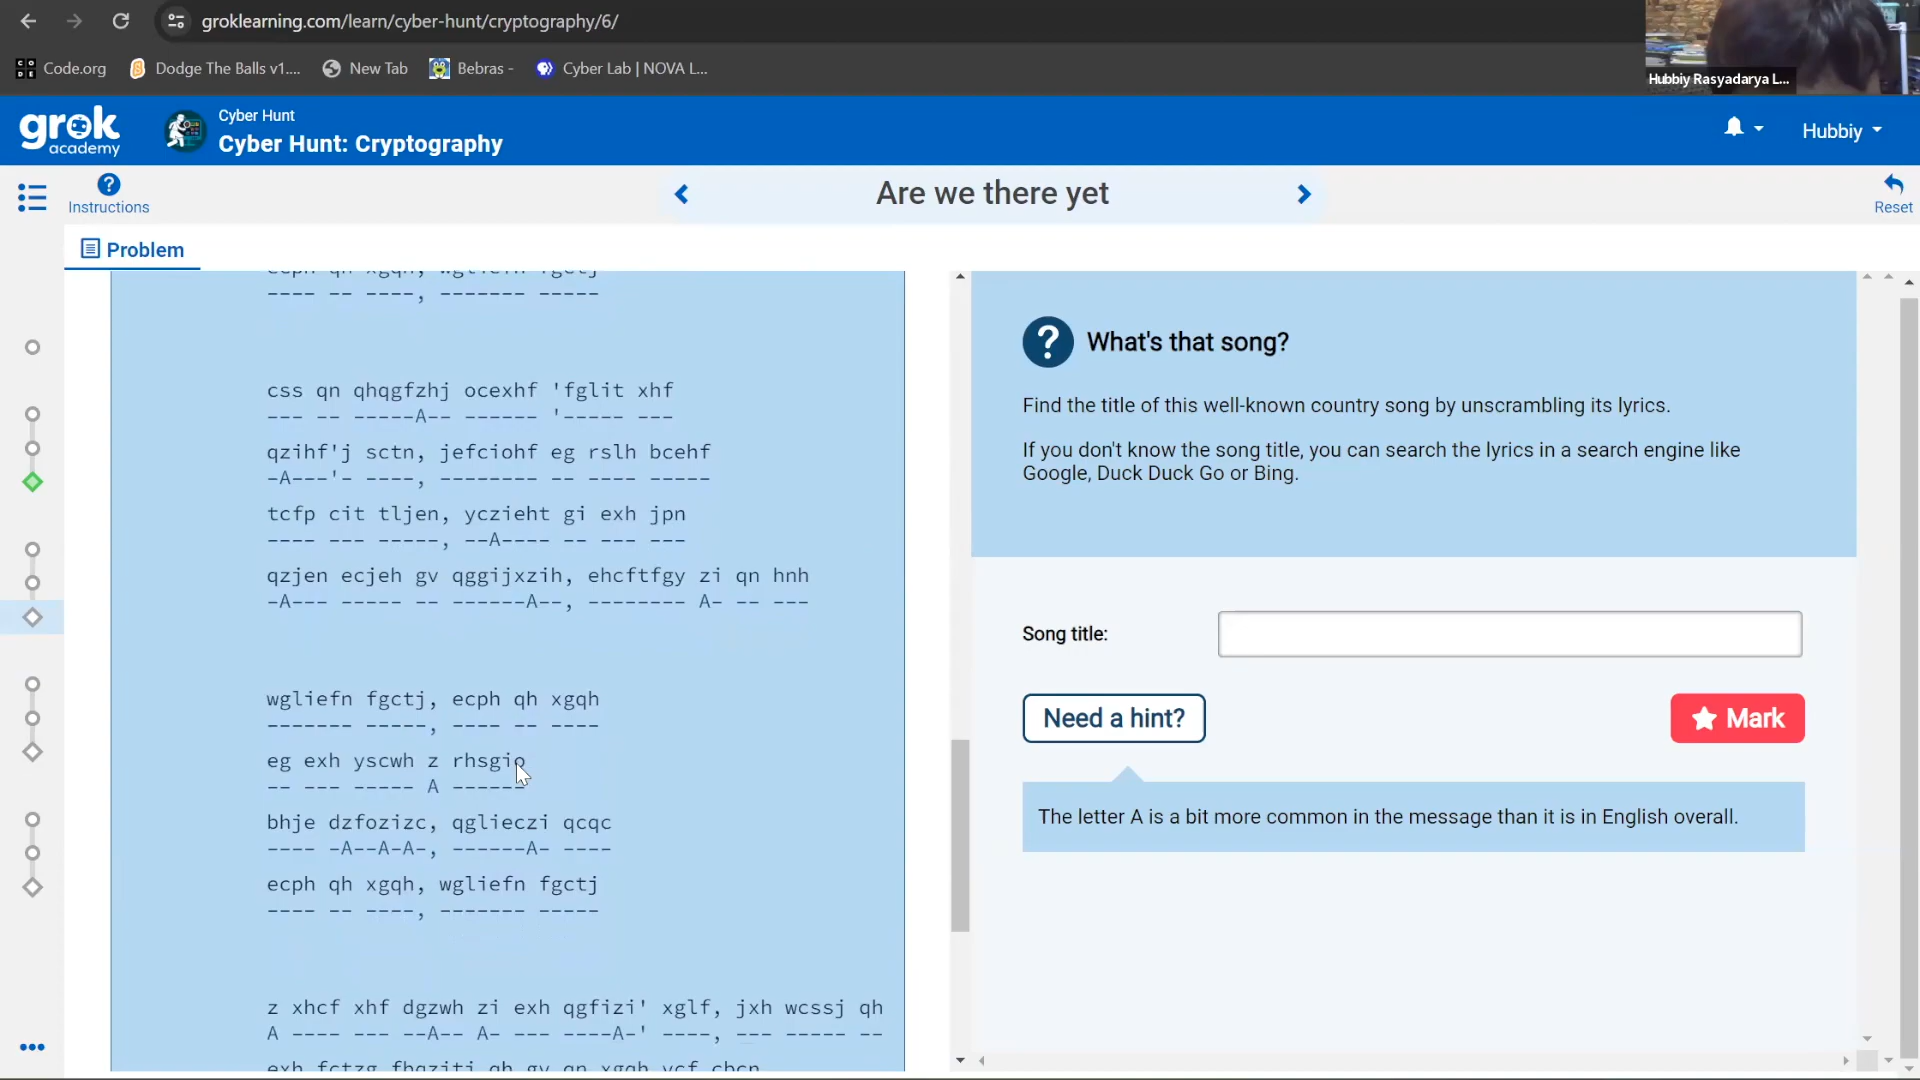 groklearning.com/learn/cyber-hunt/cryptography/6/
Code.org
Dodge The Balls v1....
New Tab
Bebras -
Cyber Lab | NOVA L...
Hubbiy Rasyadarya L...
grok
academy
Cyber Hunt
Cyber Hunt: Cryptography
Hubbiy
Instructions
Are we there yet
Reset
Problem
---- -- ----, ------- -----
css qn qhqgfzhj ocexhf 'fglit xhf
--- -- -----A-- ------ '----- ---
qzihf'j sctn, jefciohf eg rslh bcehf
-A---'- ----, -------- -- ---- -----
tcfp cit tljen, yczieht gi exh jpn
---- --- -----, --A---- -- --- ---
qzjen ecjeh gv qggijxzih, ehcftfgy zi qn hnh
-A--- ----- -- ------A--, -------- A- -- ---
wgliefn fgctj, ecph qh xgqh
------- -----, ---- -- ----
eg exh yscwh z rhsgio
-- --- ----- A ------
bhje dzfozizc, qglieczi qcqc
---- -A--A-A-, ------A- ----
ecph qh xgqh, wgliefn fgctj
---- -- ----, ------- -----
z xhcf xhf dgzwh zi exh qgfizi' xglf, jxh wcssj qh
A ---- --- --A-- A- --- ----A-' ----, --- ----- --
What's that song?
Find the title of this well-known country song by unscrambling its lyrics.
If you don't know the song title, you can search the lyrics in a search engine like
Google, Duck Duck Go or Bing.
Song title:
Need a hint?
Mark
The letter A is a bit more common in the message than it is in English overall.